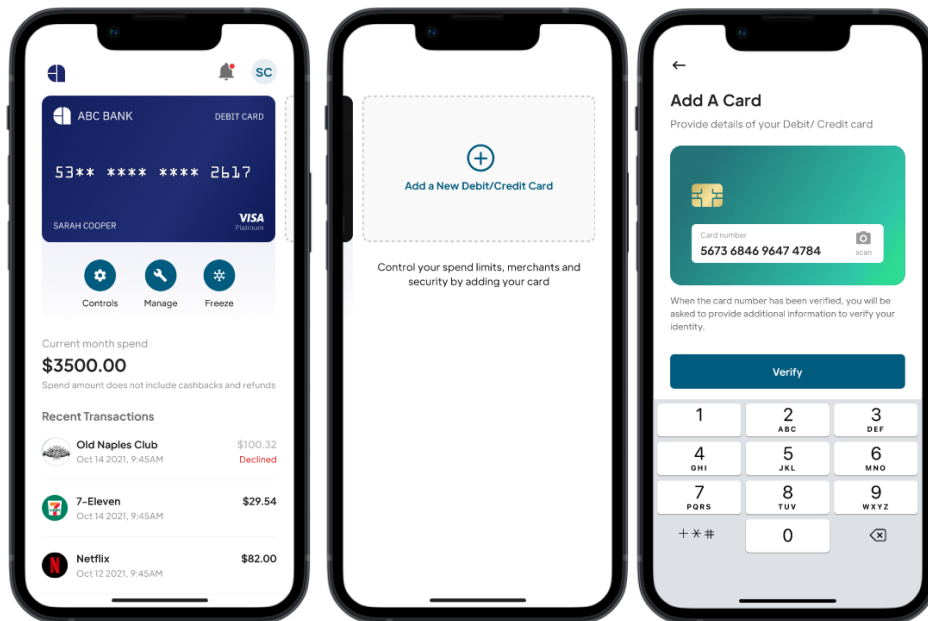 SC
ABC BANK
DEBIT CARD
53** **** **** 2617
SARAH COOPER
VISA
Platinum
Controls
Manage
Freeze
Current month spend
$3500.00
Spend amount does not include cashbacks and refunds
Recent Transactions
Old Naples Club
$100.32
Oct 14 2021, 9:45AM
Declined
7-Eleven
$29.54
Oct 14 2021, 9:45AM
Netflix
$82.00
Oct 12 2021, 9:45AM
Add a New Debit/Credit Card
Control your spend limits, merchants and
security by adding your card
Add A Card
Provide details of your Debit/ Credit card
Card number
5673 6846 9647 4784
scan
When the card number has been verified, you will be
asked to provide additional information to verify your
identity.
Verify
1
2
ABC
3
DEF
4
GHI
5
JKL
6
MNO
7
PQRS
8
TUV
9
WXYZ
+*#
0